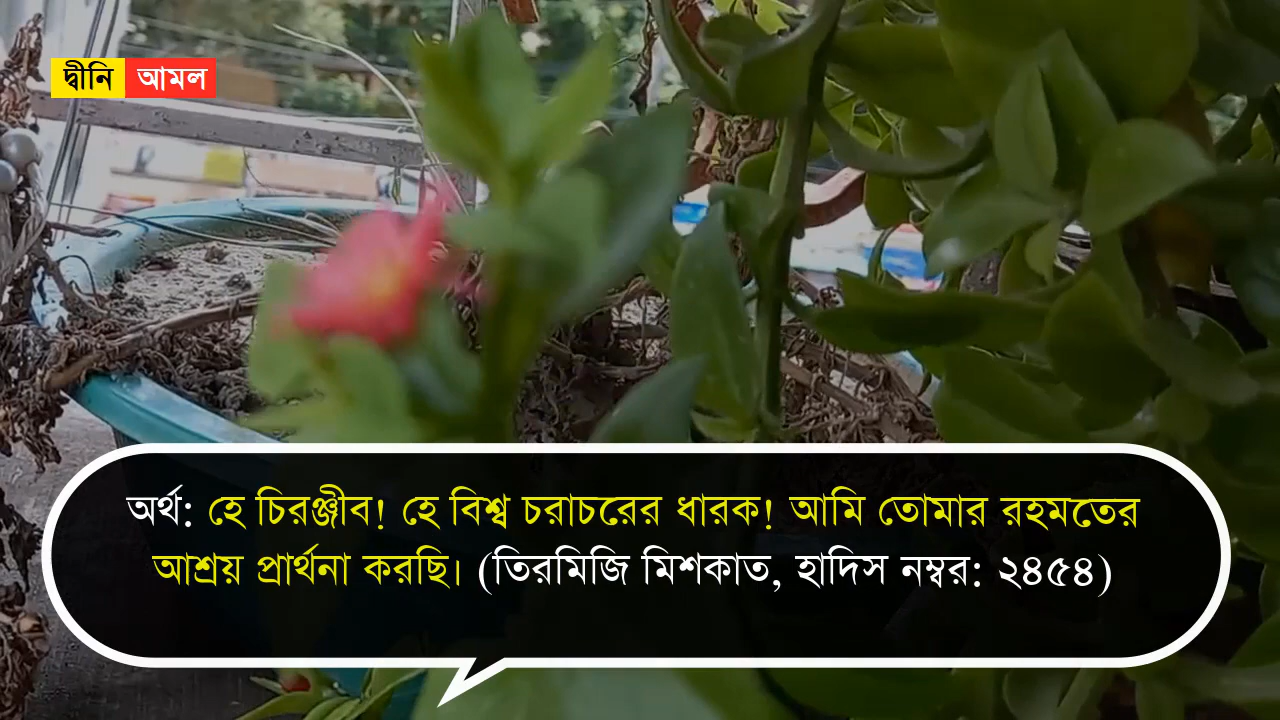 দ্বীনি আমল
অর্থ: হে চিরঞ্জীব! হে বিশ্ব চরাচরের ধারক! আমি তোমার রহমতের
আশ্রয় প্রার্থনা করছি। (তিরমিজি মিশকাত, হাদিস নম্বর: ২৪৫৪)